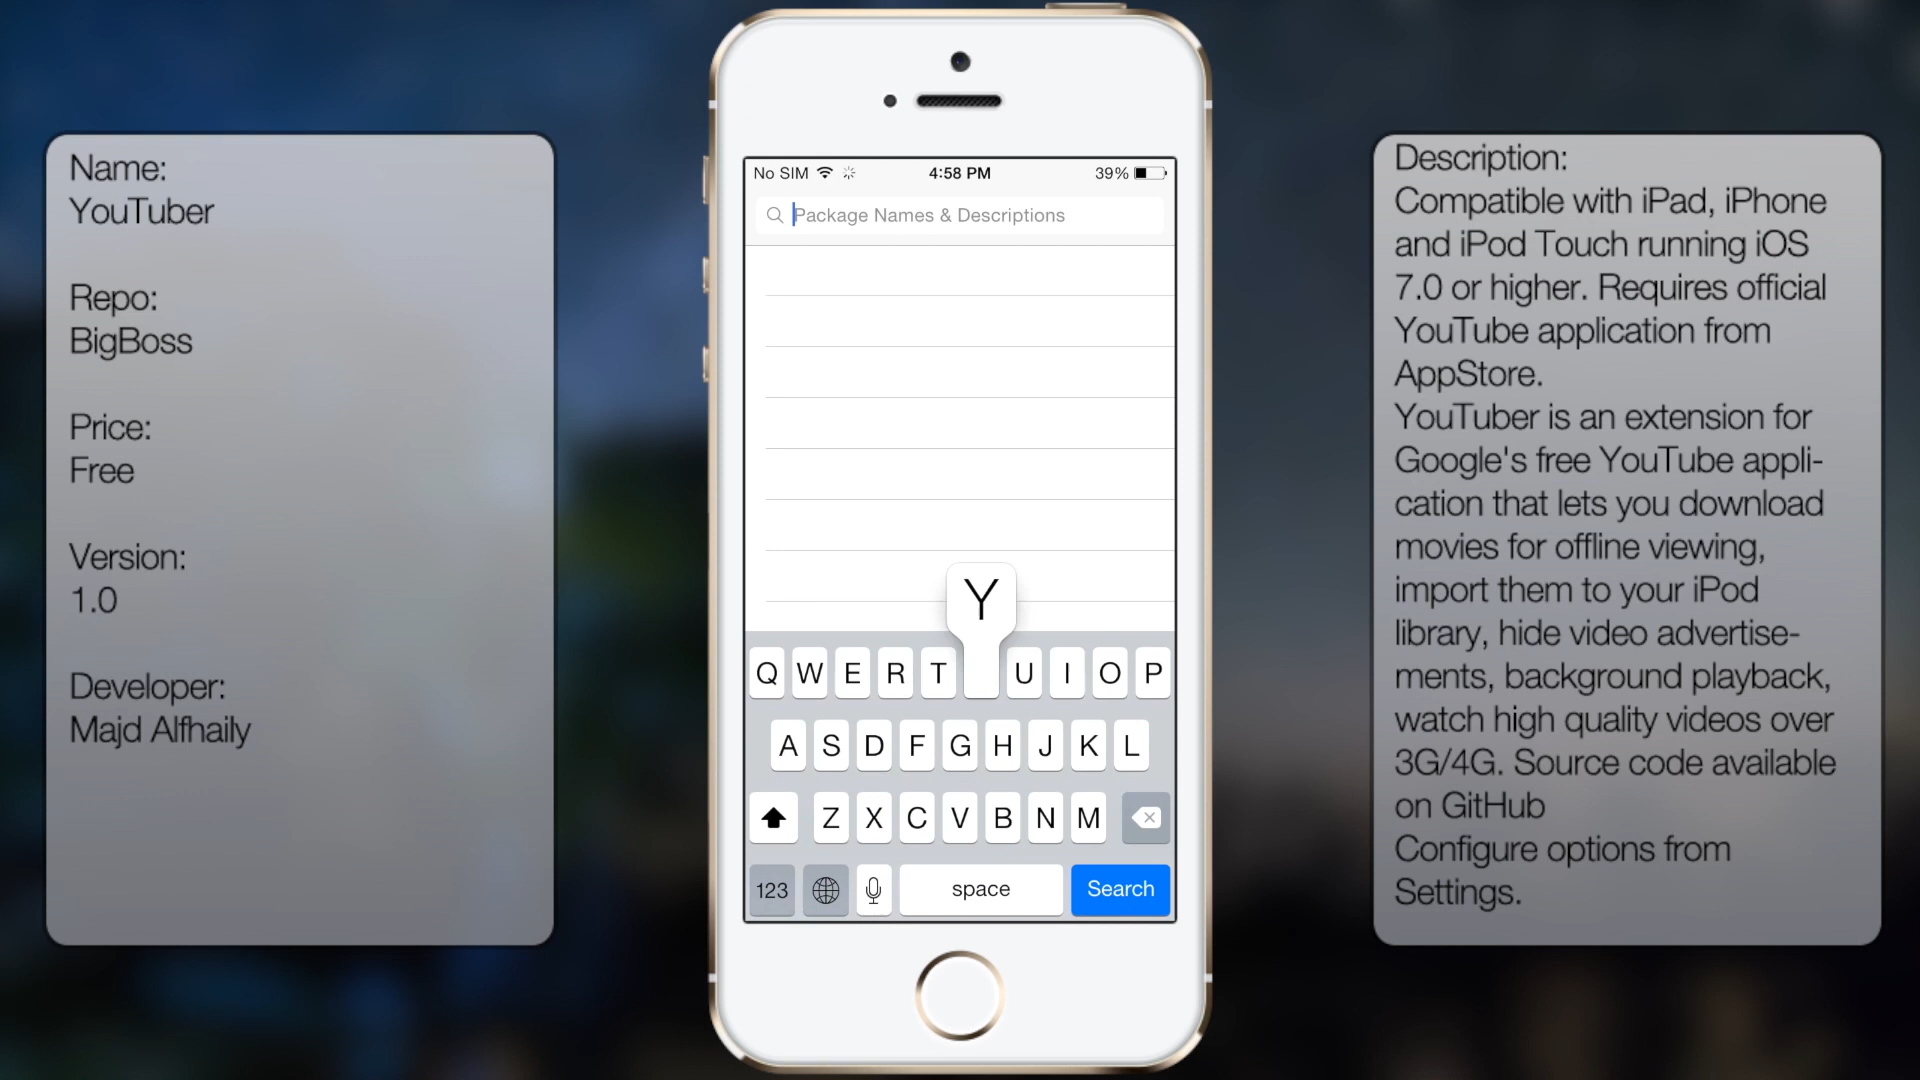 Name:
YouTuber
Repo:
BigBoss
Price:
Free
Version:
1.0
Developer:
Majd Alfhaily
No SIM 4:58 PM 39%
Package Names & Descriptions
Y
Q W E R T U I O P
A S D F G H J K L
Z X C V B N M
123 space Search
Description:
Compatible with iPad, iPhone
and iPod Touch running iOS
7.0 or higher. Requires official
YouTube application from
AppStore.
YouTuber is an extension for
Google's free YouTube appli-
cation that lets you download
movies for offline viewing,
import them to your iPod
library, hide video advertise-
ments, background playback,
watch high quality videos over
3G/4G. Source code available
on GitHub
Configure options from
Settings.